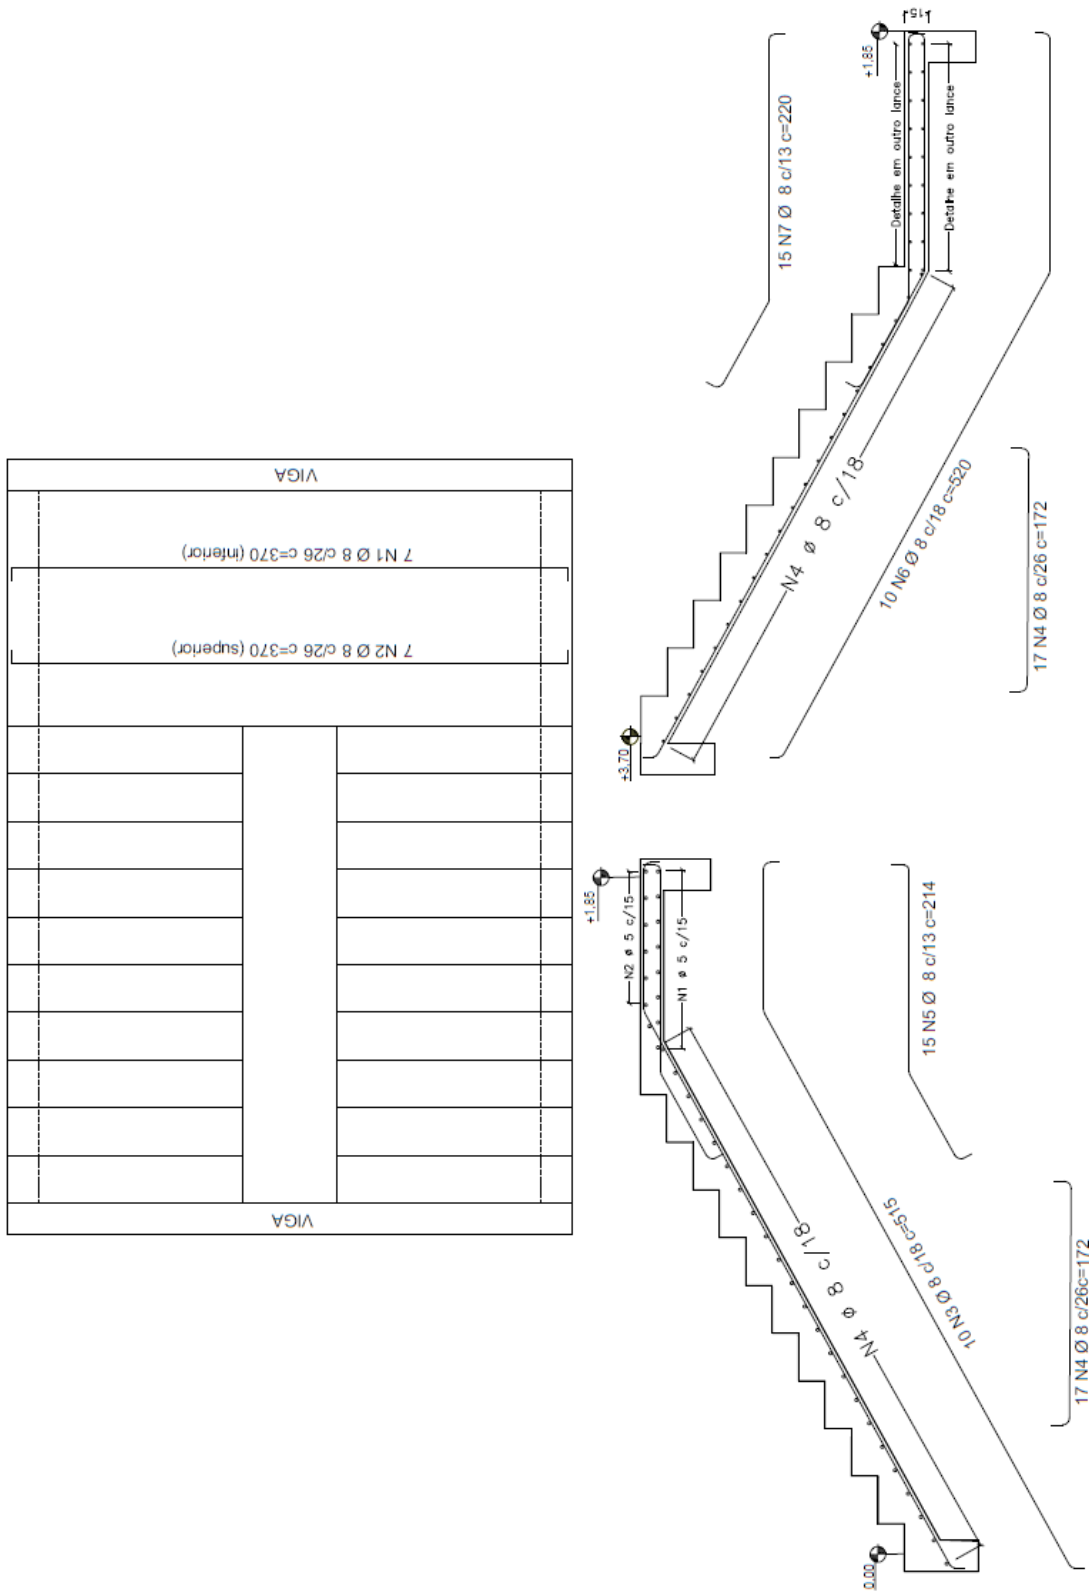 VIGA
7 N1 Ø 8 c/26 c=370 (inferior)
7 N2 Ø 8 c/26 c=370 (superior)
VIGA
15 N7 Ø 8 c/13 c=220
+1,85
15
Detalhe em outro lance
Detalhe em outro lance
N4 ø 8 c/18
10 N6 Ø 8 c/18 c=520
17 N4 Ø 8 c/26 c=172
+3,70
+1,85
N2 ø 5 c/15
N1 ø 5 c/15
15 N5 Ø 8 c/13 c=214
N4 ø 8 c/18
10 N3 Ø 8 c/18 c=515
17 N4 Ø 8 c/26c=172
0,00